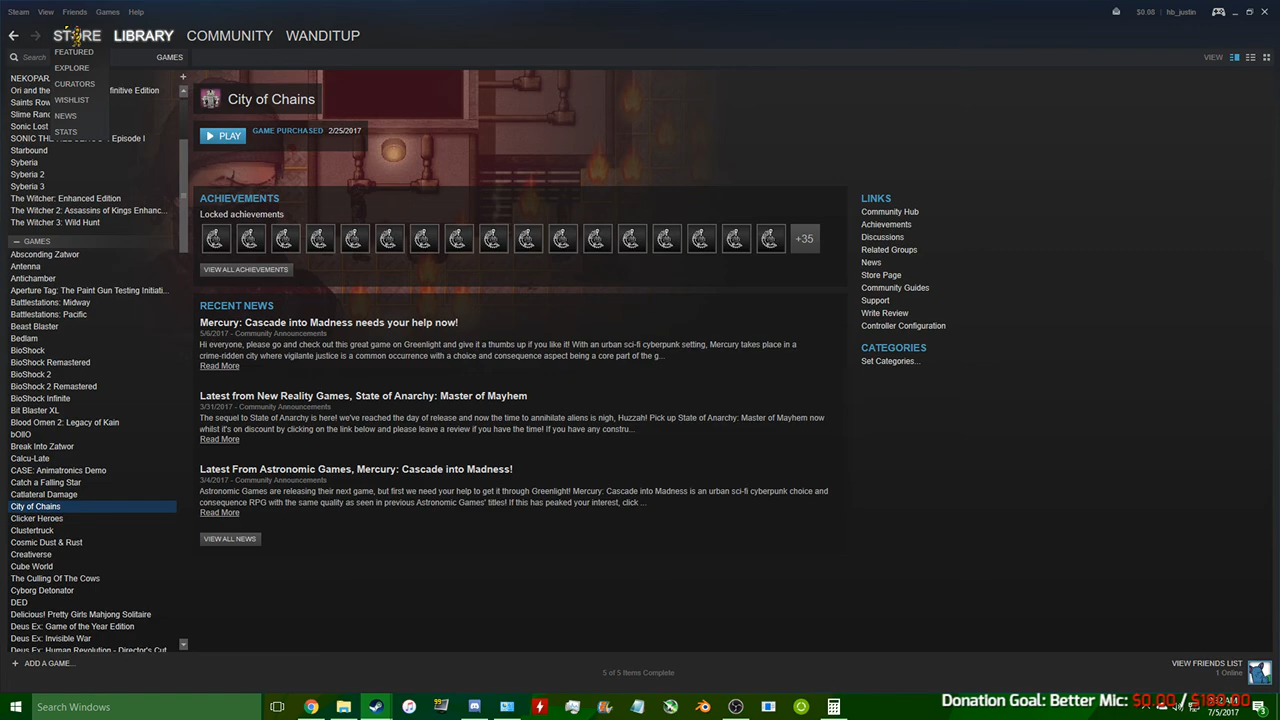 Steam View Friends Games Help $0.08 hb_justin
STORE LIBRARY COMMUNITY WANDITUP
FEATURED
EXPLORE
CURATORS
WISHLIST
NEWS
STATS
Search GAMES VIEW
NEKOPAR
Ori and the efinitive Edition
Saints Row
Slime Ranc
Sonic Lost
SONIC THE Episode I
Starbound
Syberia
Syberia 2
Syberia 3
The Witcher: Enhanced Edition
The Witcher 2: Assassins of Kings Enhanc...
The Witcher 3: Wild Hunt
GAMES
Absconding Zatwor
Antenna
Antichamber
Aperture Tag: The Paint Gun Testing Initiati...
Battlestations: Midway
Battlestations: Pacific
Beast Blaster
Bedlam
BioShock
BioShock Remastered
BioShock 2
BioShock 2 Remastered
BioShock Infinite
Bit Blaster XL
Blood Omen 2: Legacy of Kain
bOllO
Break Into Zatwor
Calcu-Late
CASE: Animatronics Demo
Catch a Falling Star
Catlateral Damage
City of Chains
Clicker Heroes
Clustertruck
Cosmic Dust & Rust
Creativerse
Cube World
The Culling Of The Cows
Cyborg Detonator
DED
Delicious! Pretty Girls Mahjong Solitaire
Deus Ex: Game of the Year Edition
Deus Ex: Invisible War
Deus Ex: Human Revolution - Director's Cut
+ ADD A GAME...
City of Chains
PLAY GAME PURCHASED 2/25/2017
ACHIEVEMENTS
Locked achievements
+35
VIEW ALL ACHIEVEMENTS
RECENT NEWS
Mercury: Cascade into Madness needs your help now!
5/6/2017 - Community Announcements
Hi everyone, please go and check out this great game on Greenlight and give it a thumbs up if you like it! With an urban sci-fi cyberpunk setting, Mercury takes place in a
crime-ridden city where vigilante justice is a common occurrence with a choice and consequence aspect being a core part of the g...
Read More
Latest from New Reality Games, State of Anarchy: Master of Mayhem
3/31/2017 - Community Announcements
The sequel to State of Anarchy is here! we've reached the day of release and now the time to annihilate aliens is nigh, Huzzah! Pick up State of Anarchy: Master of Mayhem now
whilst it's on discount by clicking on the link below and please leave a review if you have the time! If you have any constru...
Read More
Latest From Astronomic Games, Mercury: Cascade into Madness!
3/4/2017 - Community Announcements
Astronomic Games are releasing their next game, but first we need your help to get it through Greenlight! Mercury: Cascade into Madness is an urban sci-fi cyberpunk choice and
consequence RPG with the same quality as seen in previous Astronomic Games' titles! If this has peaked your interest, click ...
Read More
VIEW ALL NEWS
LINKS
Community Hub
Achievements
Discussions
Related Groups
News
Store Page
Community Guides
Support
Write Review
Controller Configuration
CATEGORIES
Set Categories...
5 of 5 Items Complete
VIEW FRIENDS LIST
1 Online
Search Windows
Donation Goal: Better Mic: $0.00 / $180.00
7/5/2017